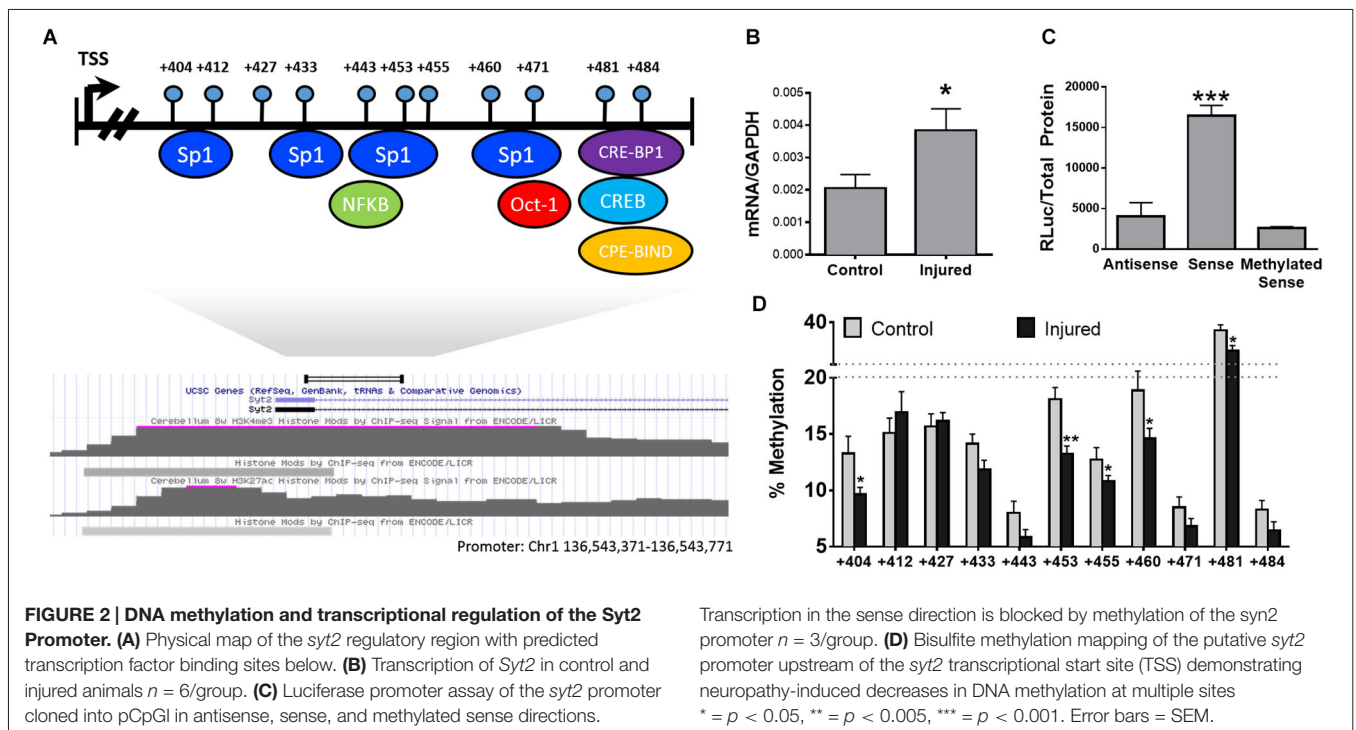 A
TSS
+404 +412 +427 +433 +443 +453 +455 +460 +471 +481 +484
Sp1 Sp1 Sp1 Sp1 CRE-BP1
NFKB Oct-1 CREB
CPE-BIND
UCSC Genes (RefSeq, GenBank, tRNAs & Comparative Genomics)
Syt2
Syt2
Cerebellum 8w H3K4me3 Histone Mods by ChIP-seq Signal from ENCODE/LICR
Histone Mods by ChIP-seq from ENCODE/LICR
Cerebellum 8w H3K27ac Histone Mods by ChIP-seq Signal from ENCODE/LICR
Histone Mods by ChIP-seq from ENCODE/LICR
Promoter: Chr1 136,543,371-136,543,771
B
mRNA/GAPDH
0.005
0.004
0.003
0.002
0.001
0.000
*
Control Injured
C
RLuc/Total Protein
20000
15000
10000
5000
0
***
Antisense Sense Methylated
Sense
D
% Methylation
40
20
15
10
5
Control Injured
* ** * * *
+404 +412 +427 +433 +443 +453 +455 +460 +471 +481 +484
FIGURE 2 | DNA methylation and transcriptional regulation of the Syt2
Promoter. (A) Physical map of the syt2 regulatory region with predicted
transcription factor binding sites below. (B) Transcription of Syt2 in control and
injured animals n = 6/group. (C) Luciferase promoter assay of the syt2 promoter
cloned into pCpGl in antisense, sense, and methylated sense directions.
Transcription in the sense direction is blocked by methylation of the syn2
promoter n = 3/group. (D) Bisulfite methylation mapping of the putative syt2
promoter upstream of the syt2 transcriptional start site (TSS) demonstrating
neuropathy-induced decreases in DNA methylation at multiple sites
* = p < 0.05, ** = p < 0.005, *** = p < 0.001. Error bars = SEM.